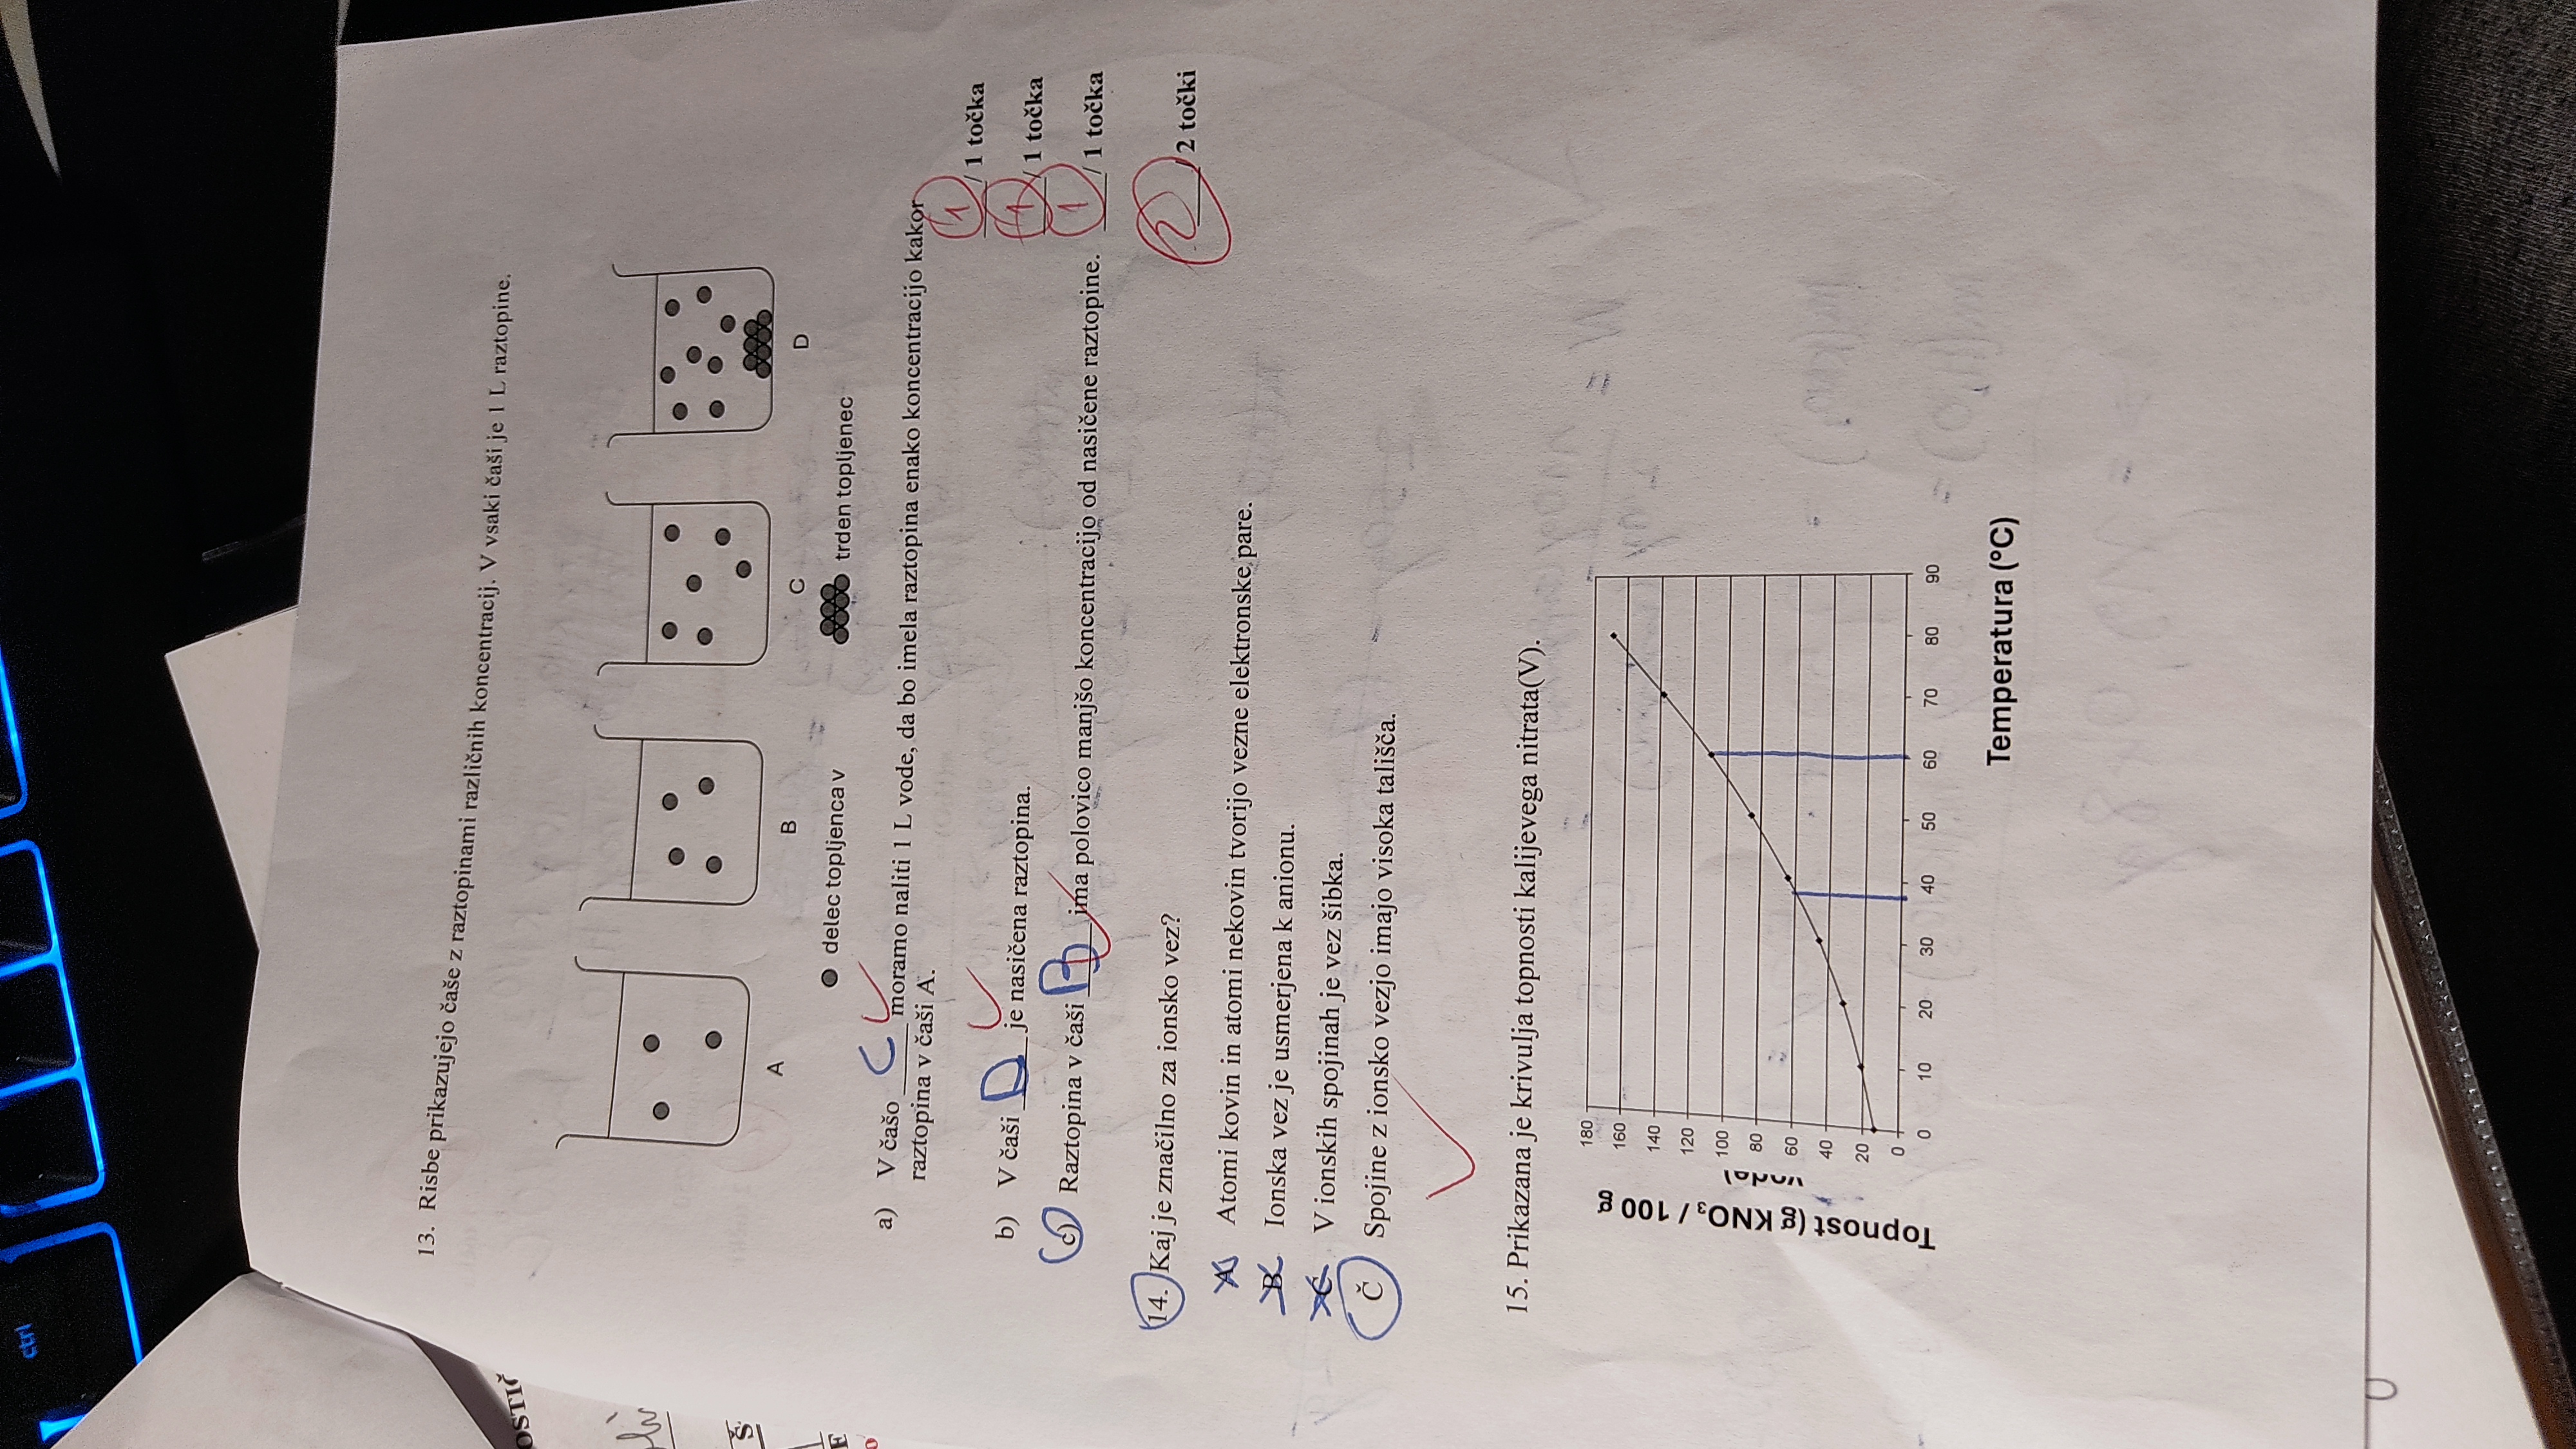 ctrl
OSTIČ
Š
E
13. Risbe prikazujejo čaše z raztopinami različnih koncentracij. V vsaki čaši je 1 L raztopine.
A
B
C
D
delec topljenca v
trden topljenec
a) V čašo C moramo naliti 1 L vode, da bo imela raztopina enako koncentracijo kakor
raztopina v čaši A.
1 / 1 točka
b) V čaši D je nasičena raztopina.
1 / 1 točka
c) Raztopina v čaši B ima polovico manjšo koncentracijo od nasičene raztopine.
1 / 1 točka
14. Kaj je značilno za ionsko vez?
2 / 2 točki
A Atomi kovin in atomi nekovin tvorijo vezne elektronske pare.
B Ionska vez je usmerjena k anionu.
C V ionskih spojinah je vez šibka.
Č Spojine z ionsko vezjo imajo visoka tališča.
15. Prikazana je krivulja topnosti kalijevega nitrata(V).
Topnost (g KNO₃ / 100 g
vode)
180
160
140
120
100
80
60
40
20
0
0 10 20 30 40 50 60 70 80 90
Temperatura (°C)